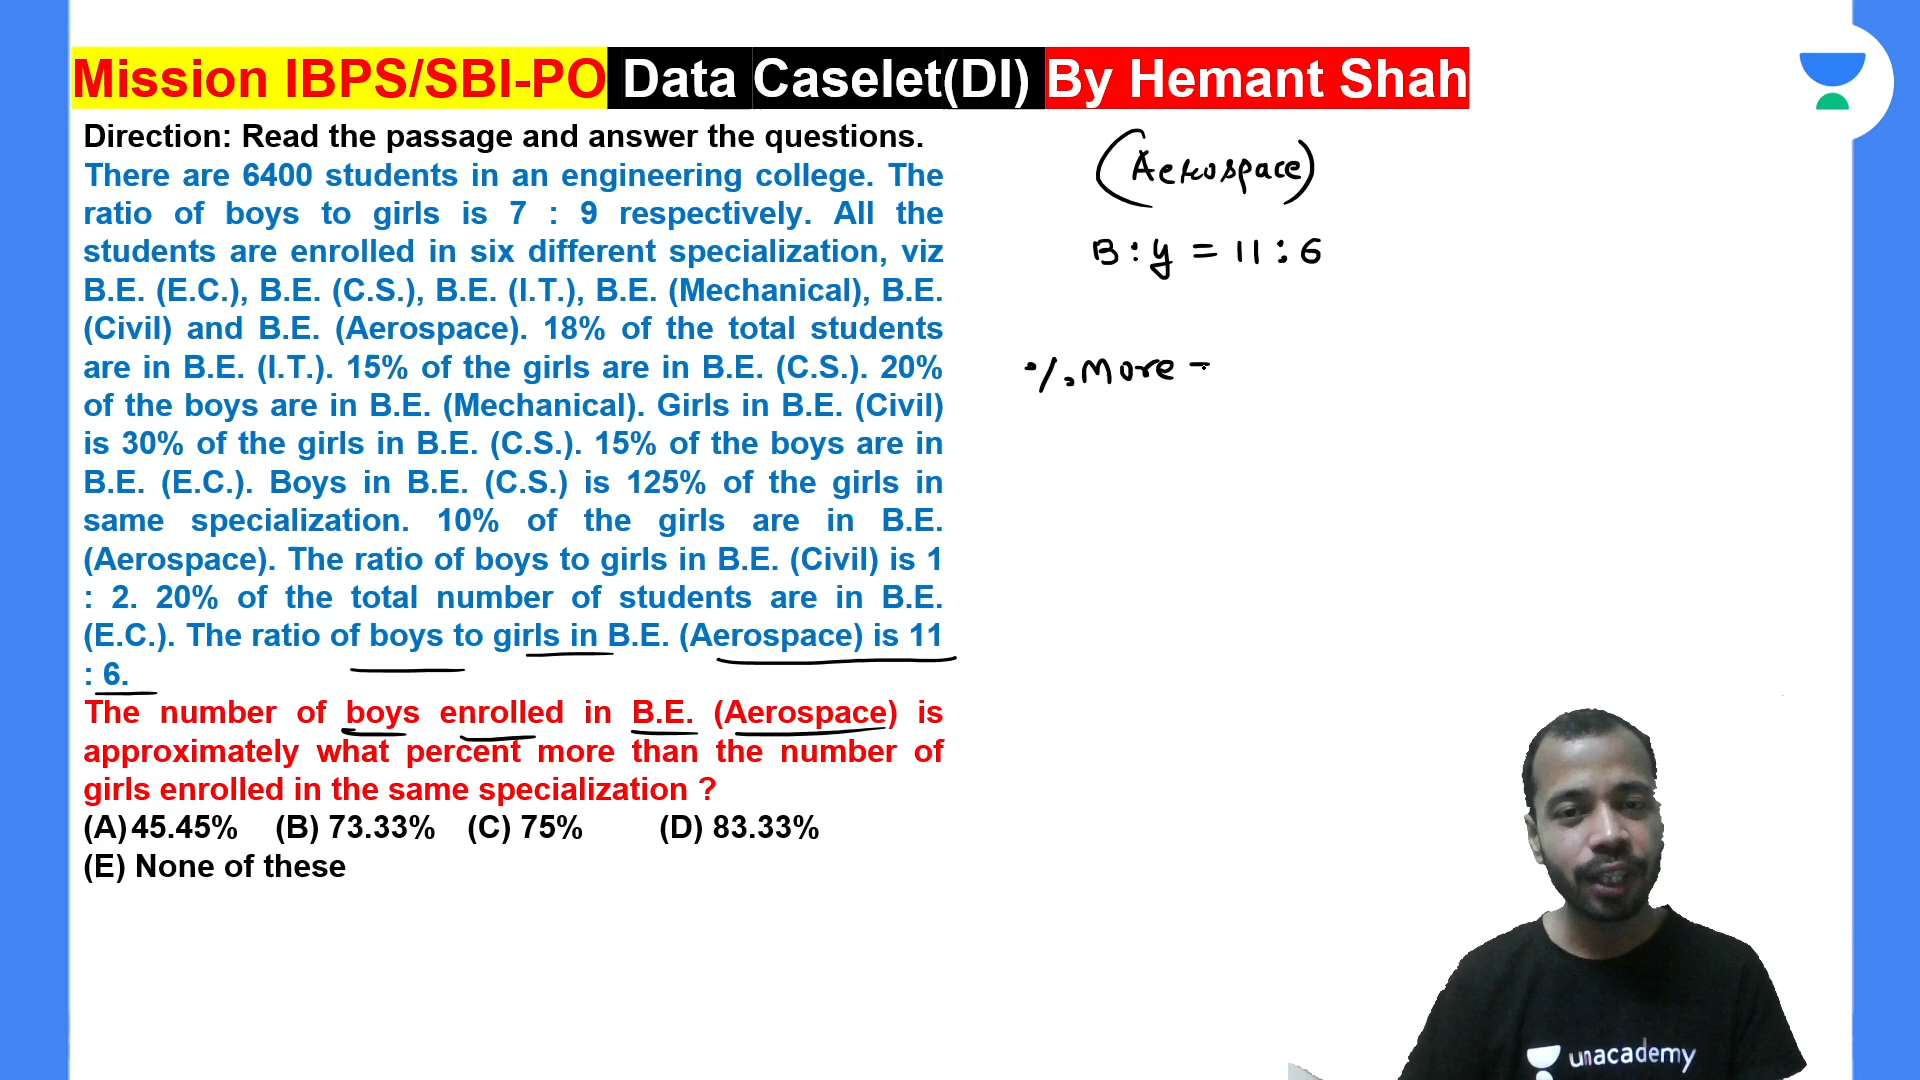 Mission IBPS/SBI-PO Data Caselet(DI) By Hemant Shah
Direction: Read the passage and answer the questions.
There are 6400 students in an engineering college. The
ratio of boys to girls is 7 : 9 respectively. All the
students are enrolled in six different specialization, viz
B.E. (E.C.), B.E. (C.S.), B.E. (I.T.), B.E. (Mechanical), B.E.
(Civil) and B.E. (Aerospace). 18% of the total students
are in B.E. (I.T.). 15% of the girls are in B.E. (C.S.). 20%
of the boys are in B.E. (Mechanical). Girls in B.E. (Civil)
is 30% of the girls in B.E. (C.S.). 15% of the boys are in
B.E. (E.C.). Boys in B.E. (C.S.) is 125% of the girls in
same specialization. 10% of the girls are in B.E.
(Aerospace). The ratio of boys to girls in B.E. (Civil) is 1
: 2. 20% of the total number of students are in B.E.
(E.C.). The ratio of boys to girls in B.E. (Aerospace) is 11
: 6.
The number of boys enrolled in B.E. (Aerospace) is
approximately what percent more than the number of
girls enrolled in the same specialization ?
(A) 45.45% (B) 73.33% (C) 75% (D) 83.33%
(E) None of these
(Aerospace)
B : y = 11 : 6
% More -
unacademy